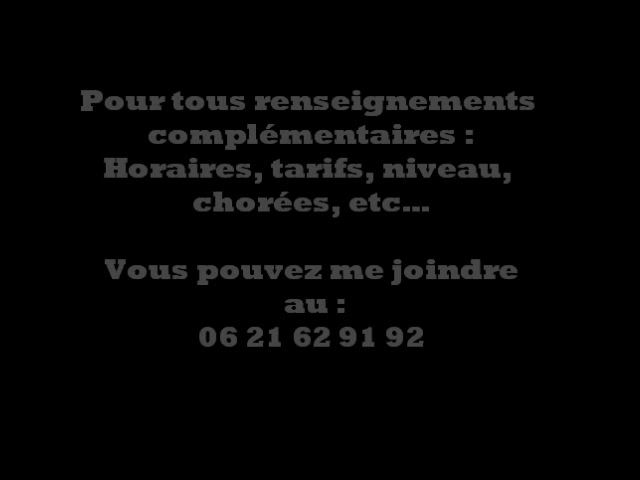 Pour tous renseignements
complémentaires :
Horaires, tarifs, niveau,
chorées, etc...
Vous pouvez me joindre
au :
06 21 62 91 92